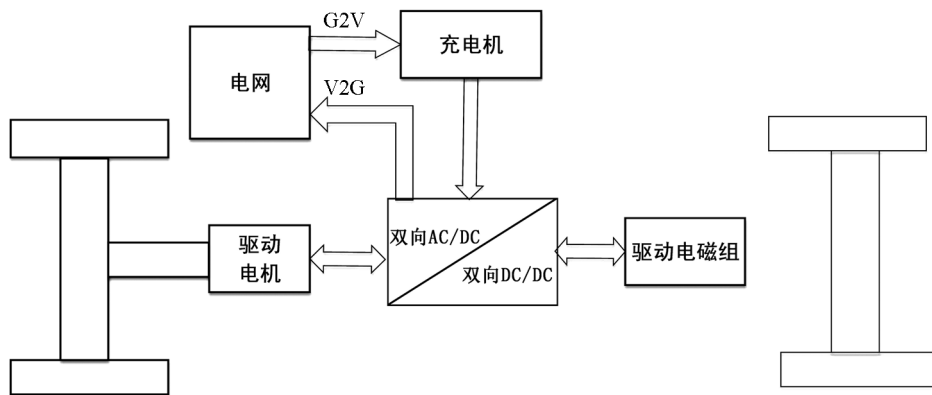 G2V
充电机
电网
V2G
双向AC/DC
驱动
电机
驱动电磁组
双向DC/DC